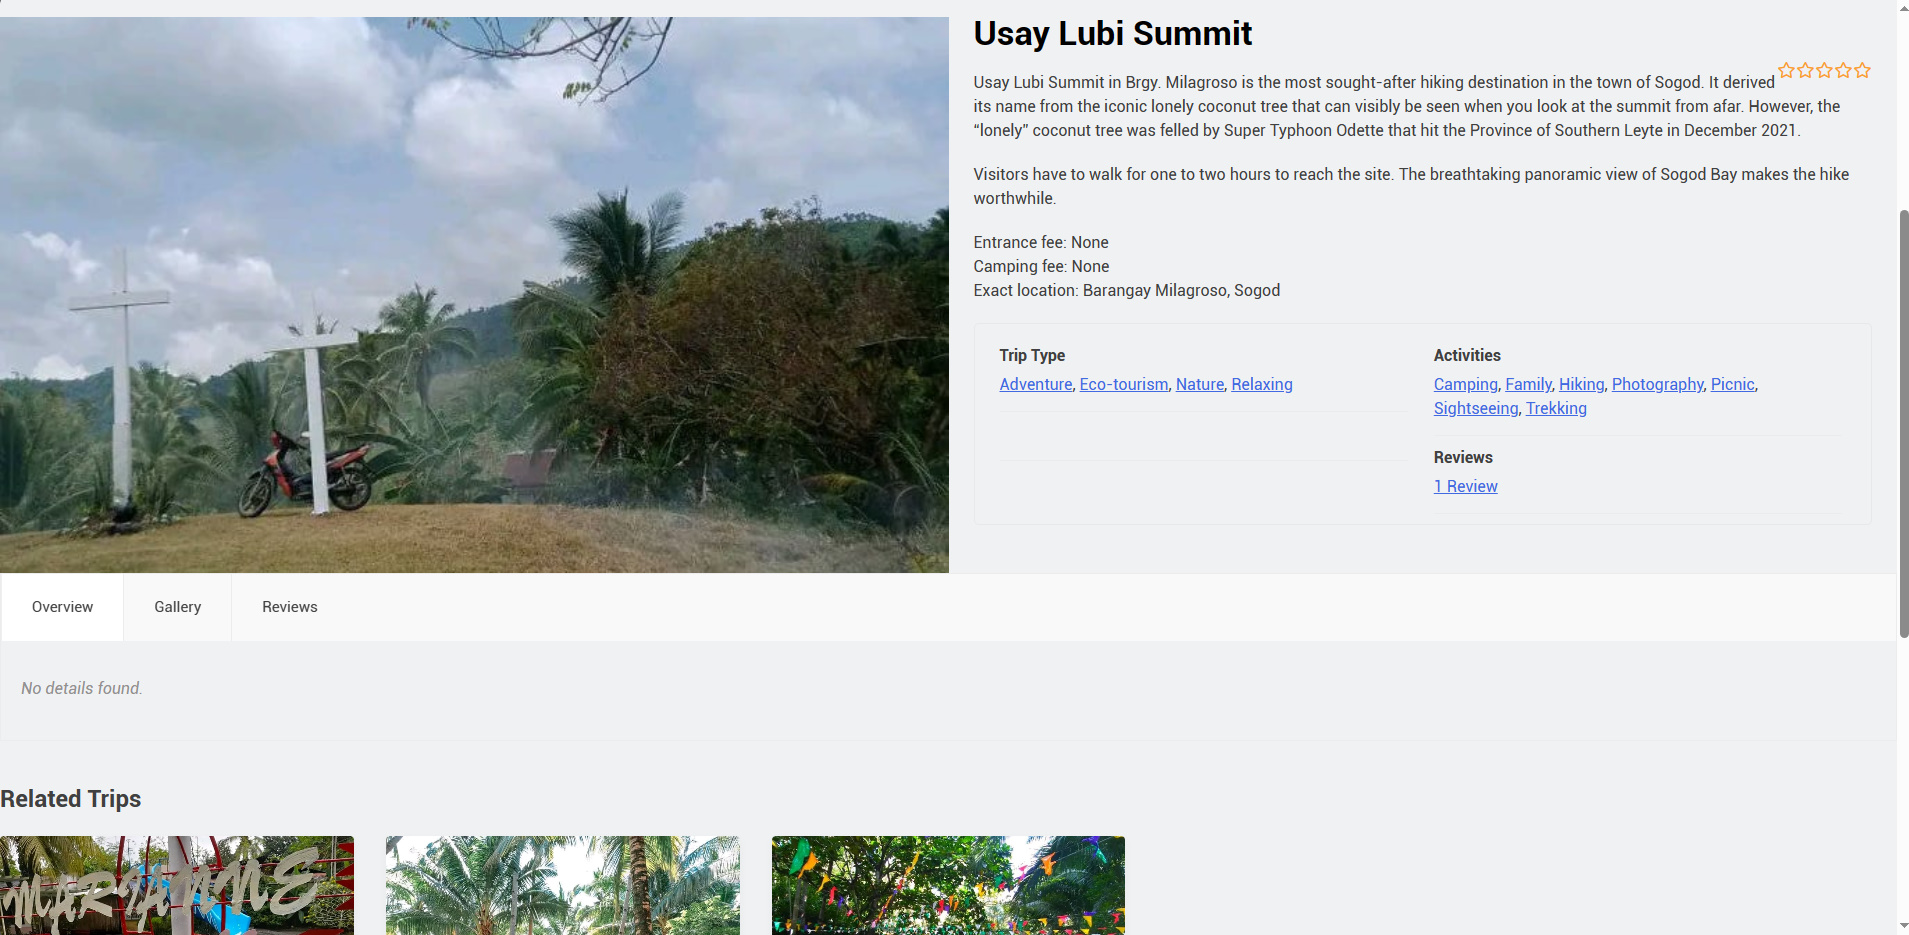 Usay Lubi Summit
Usay Lubi Summit in Brgy. Milagroso is the most sought-after hiking destination in the town of Sogod. It derived
its name from the iconic lonely coconut tree that can visibly be seen when you look at the summit from afar. However, the
“lonely” coconut tree was felled by Super Typhoon Odette that hit the Province of Southern Leyte in December 2021.
Visitors have to walk for one to two hours to reach the site. The breathtaking panoramic view of Sogod Bay makes the hike
worthwhile.
Entrance fee: None
Camping fee: None
Exact location: Barangay Milagroso, Sogod
Trip Type
Adventure, Eco-tourism, Nature, Relaxing
Activities
Camping, Family, Hiking, Photography, Picnic,
Sightseeing, Trekking
Reviews
1 Review
Overview
Gallery
Reviews
No details found.
Related Trips
MARYANNE